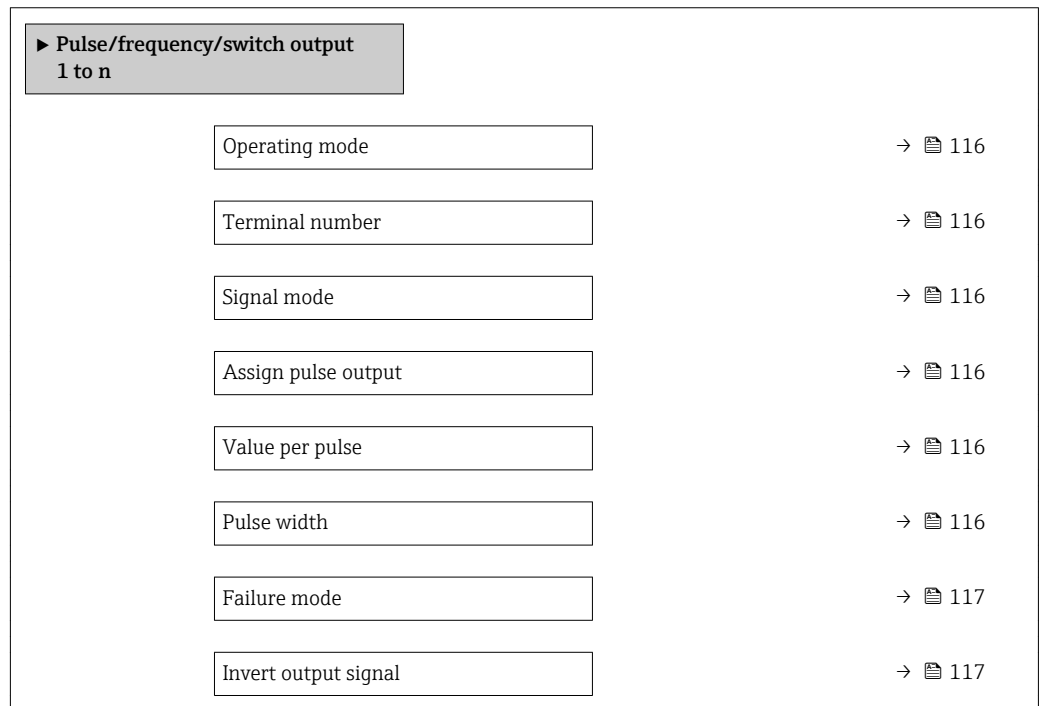 ▶ Pulse/frequency/switch output
1 to n
Operating mode → 116
Terminal number → 116
Signal mode → 116
Assign pulse output → 116
Value per pulse → 116
Pulse width → 116
Failure mode → 117
Invert output signal → 117